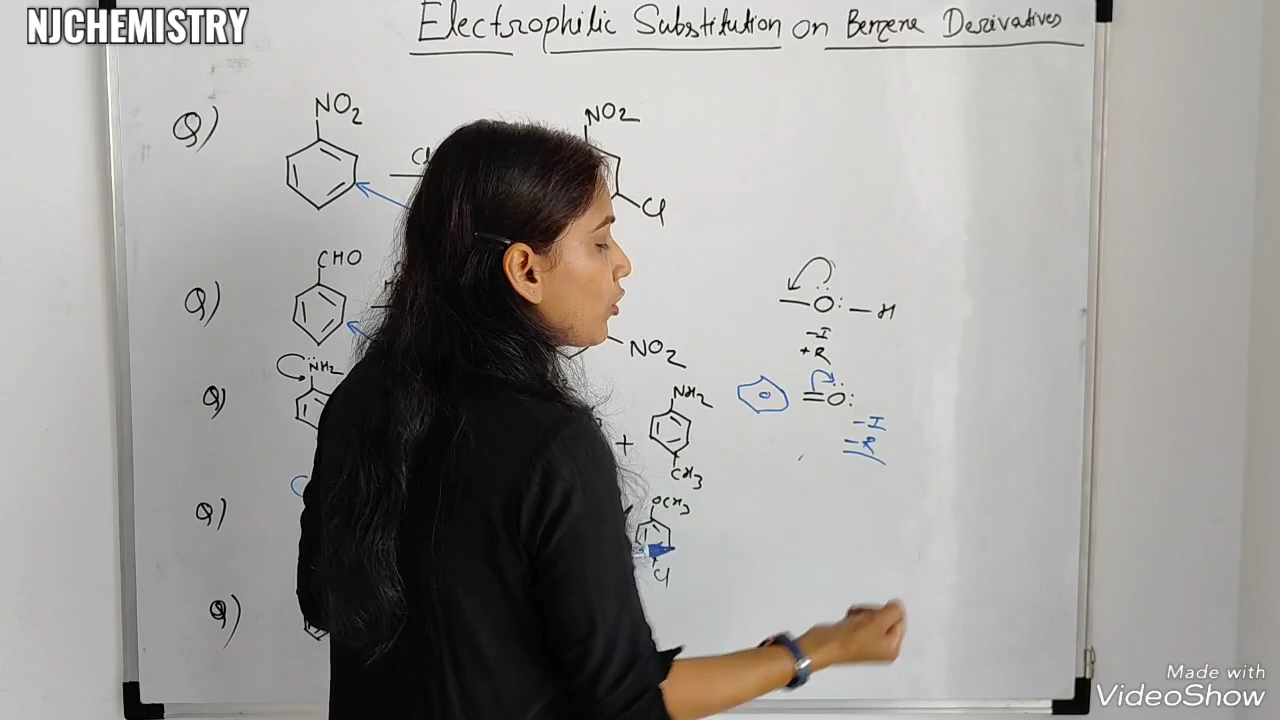 NJCHEMISTRY
Electrophilic Substitution on Benzene Derivatives
Q)
NO2
NO2
Cl
Q)
CHO
NO2
Q)
NH2
+
NH2
CH3
Q)
OCH3
Cl
Q)
O: — H
-I
+R
=O:
-I
-R
Made with
VideoShow